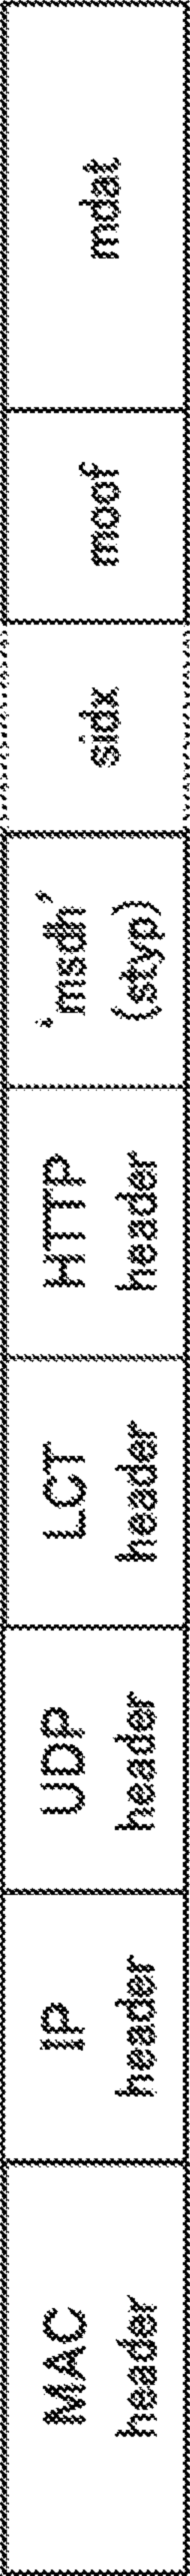 MAC
header
IP
header
UDP
header
LCT
header
HTTP
header
'msdh'
(styp)
sidx
moof
mdat